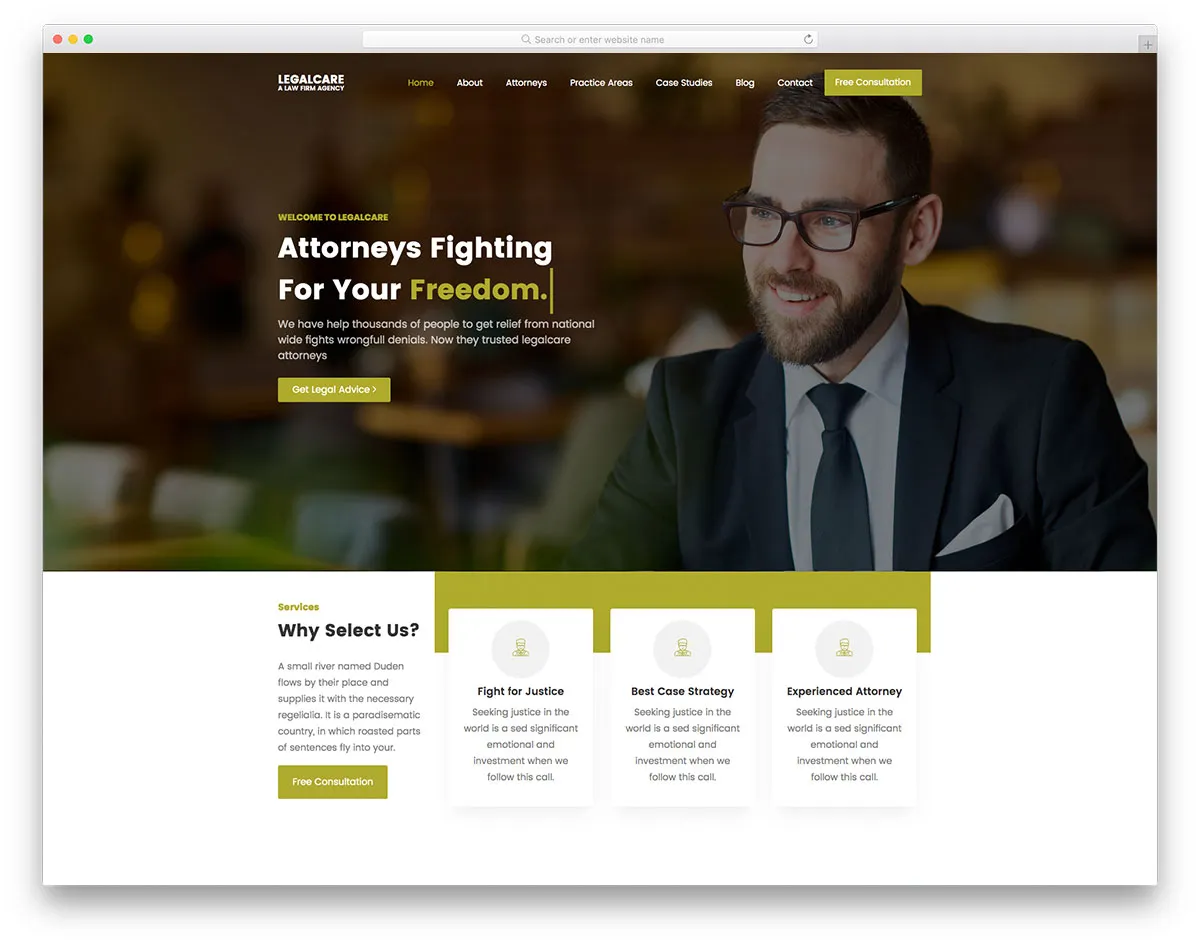 Search or enter website name
LEGALCARE
A LAW FIRM AGENCY
Home About Attorneys Practice Areas Case Studies Blog Contact Free Consultation
WELCOME TO LEGALCARE
Attorneys Fighting
For Your Freedom.
We have help thousands of people to get relief from national
wide fights wrongfull denials. Now they trusted legalcare
attorneys
Get Legal Advice >
Services
Why Select Us?
A small river named Duden
flows by their place and
supplies it with the necessary
regelialia. It is a paradisematic
country, in which roasted parts
of sentences fly into your.
Free Consultation
Fight for Justice
Seeking justice in the
world is a sed significant
emotional and
investment when we
follow this call.
Best Case Strategy
Seeking justice in the
world is a sed significant
emotional and
investment when we
follow this call.
Experienced Attorney
Seeking justice in the
world is a sed significant
emotional and
investment when we
follow this call.